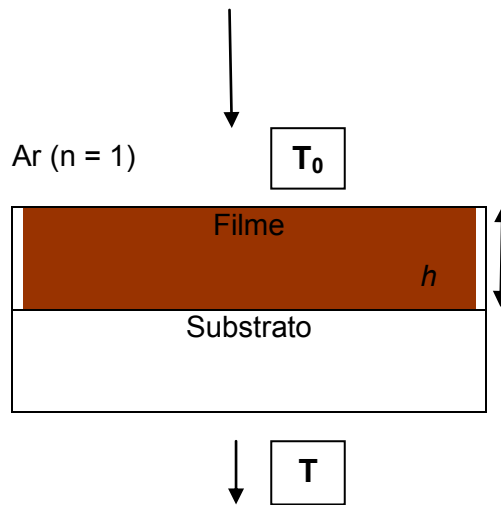 Ar (n = 1)
T₀
Filme
h
Substrato
T